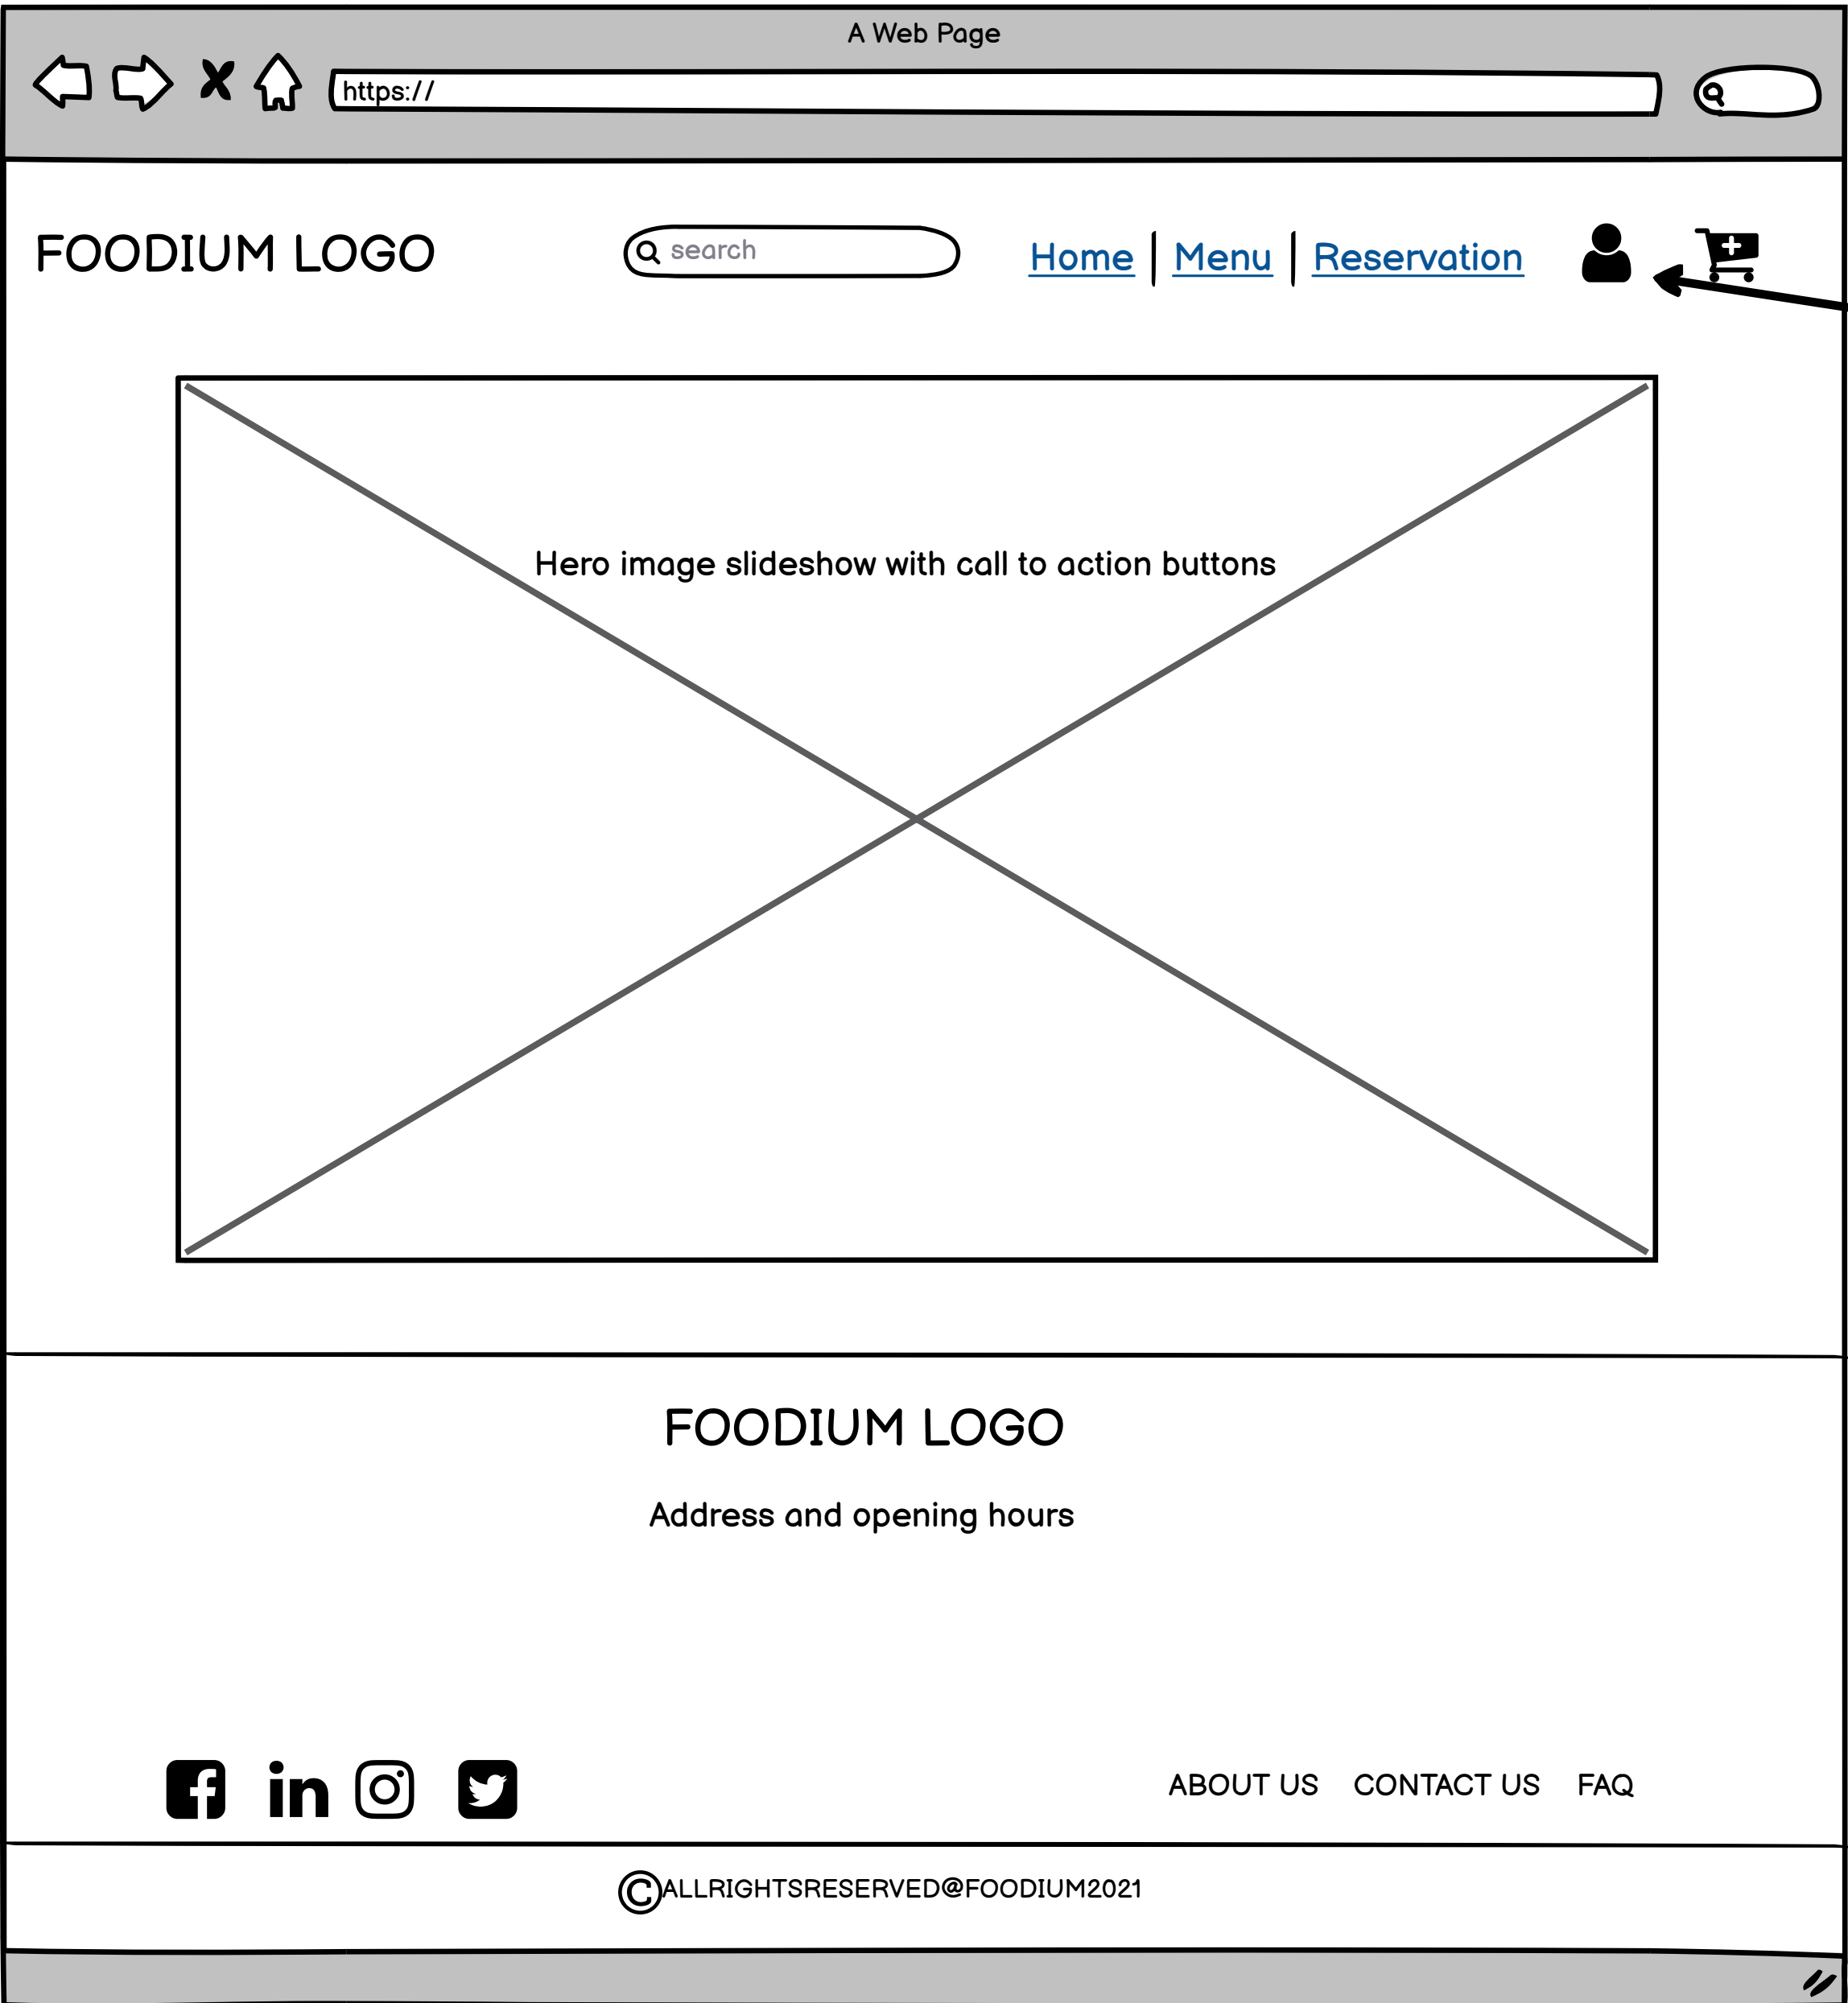 A Web Page
https://
FOODIUM LOGO
search
Home | Menu | Reservation
Hero image slideshow with call to action buttons
FOODIUM LOGO
Address and opening hours
ABOUT US CONTACT US FAQ
©ALLRIGHTSRESERVED@FOODIUM2021